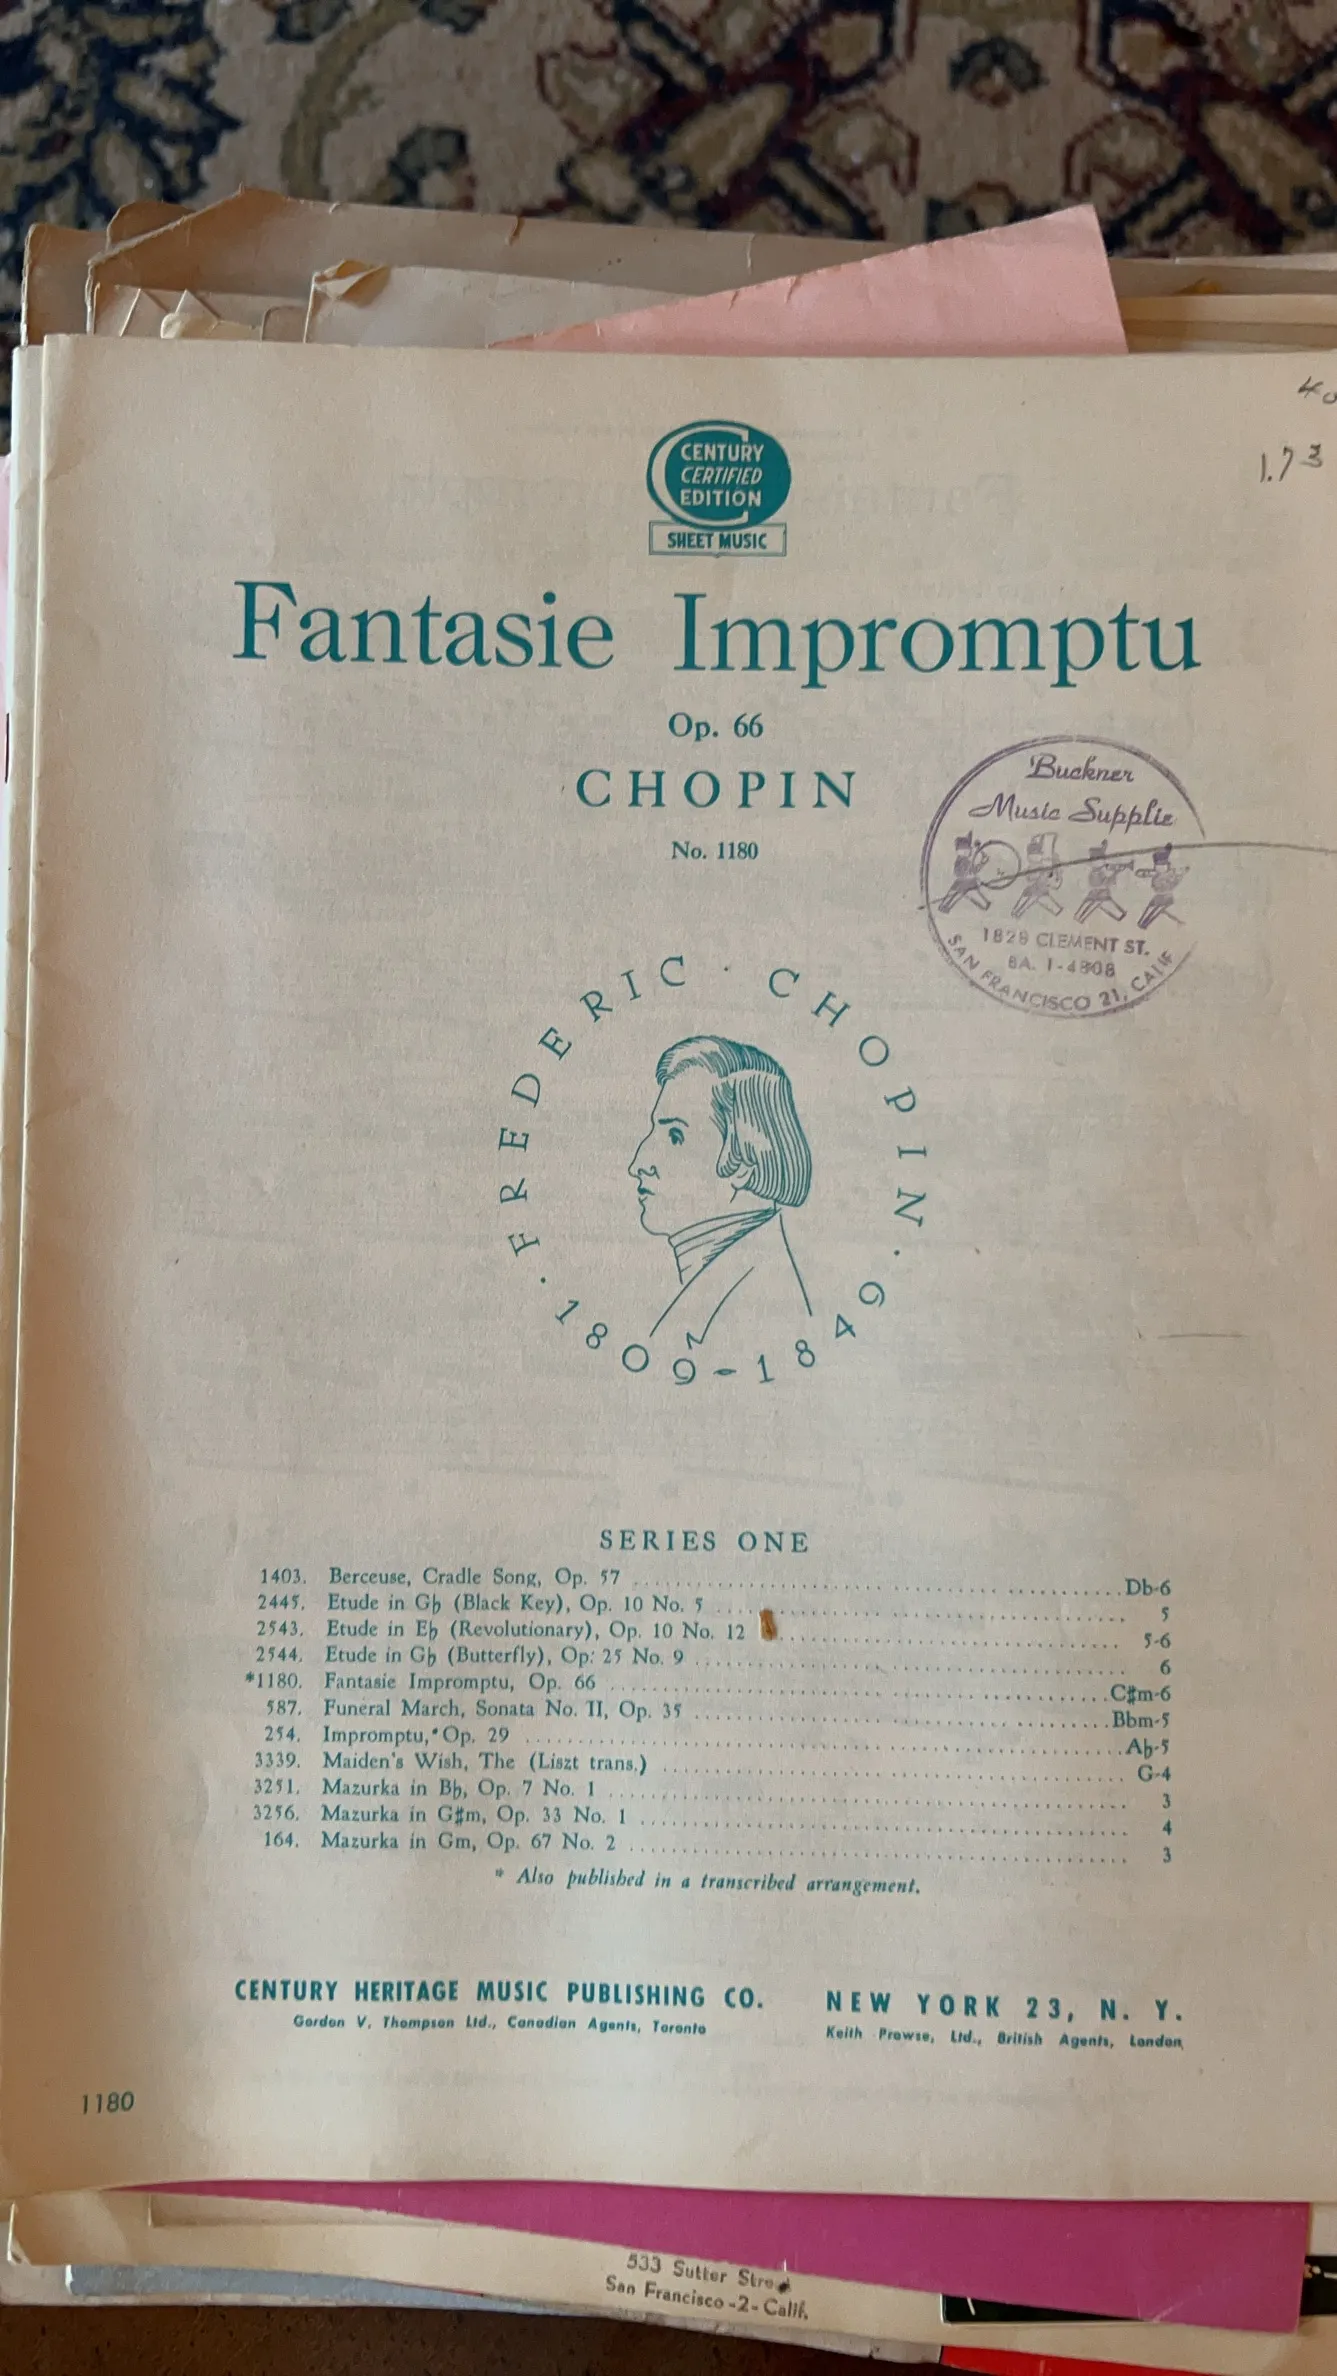 40
1.73
CENTURY
CERTIFIED
EDITION
SHEET MUSIC
Fantasie Impromptu
Op. 66
CHOPIN
No. 1180
Buckner
Music Supplie
1828 CLEMENT ST.
BA. 1-4808
SAN FRANCISCO 21, CALIF
· FREDERIC · CHOPIN ·
1809-1849
SERIES ONE
1403. Berceuse, Cradle Song, Op. 57 Db-6
2445. Etude in G♭ (Black Key), Op. 10 No. 5 5
2543. Etude in E♭ (Revolutionary), Op. 10 No. 12 5-6
2544. Etude in G♭ (Butterfly), Op. 25 No. 9 6
*1180. Fantasie Impromptu, Op. 66 C♯m-6
587. Funeral March, Sonata No. II, Op. 35 Bbm-5
254. Impromptu, Op. 29 A♭-5
3339. Maiden's Wish, The (Liszt trans.) G-4
3251. Mazurka in B♭, Op. 7 No. 1 3
3256. Mazurka in G♯m, Op. 33 No. 1 4
164. Mazurka in Gm, Op. 67 No. 2 3
* Also published in a transcribed arrangement.
CENTURY HERITAGE MUSIC PUBLISHING CO. NEW YORK 23, N. Y.
Gordon V. Thompson Ltd., Canadian Agents, Toronto Keith Prowse, Ltd., British Agents, London
1180
533 Sutter Street
San Francisco-2-Calif.